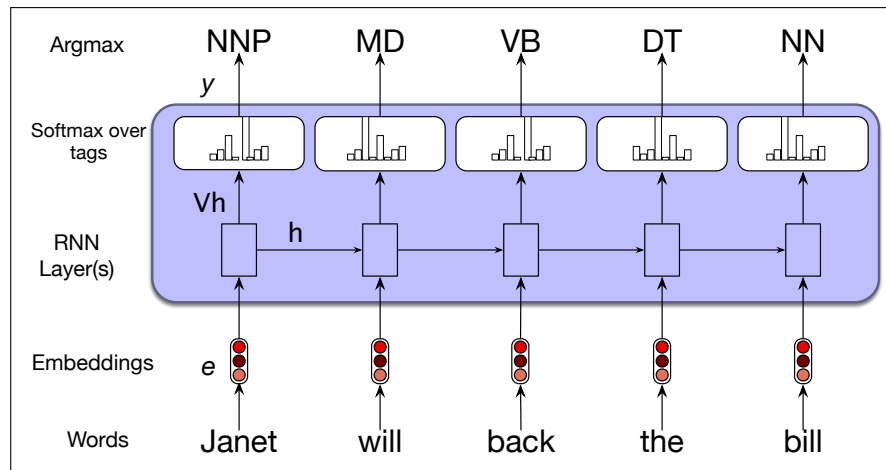 Argmax NNP MD VB DT NN
y
Softmax over
tags
Vh
h
RNN
Layer(s)
Embeddings e
Words Janet will back the bill